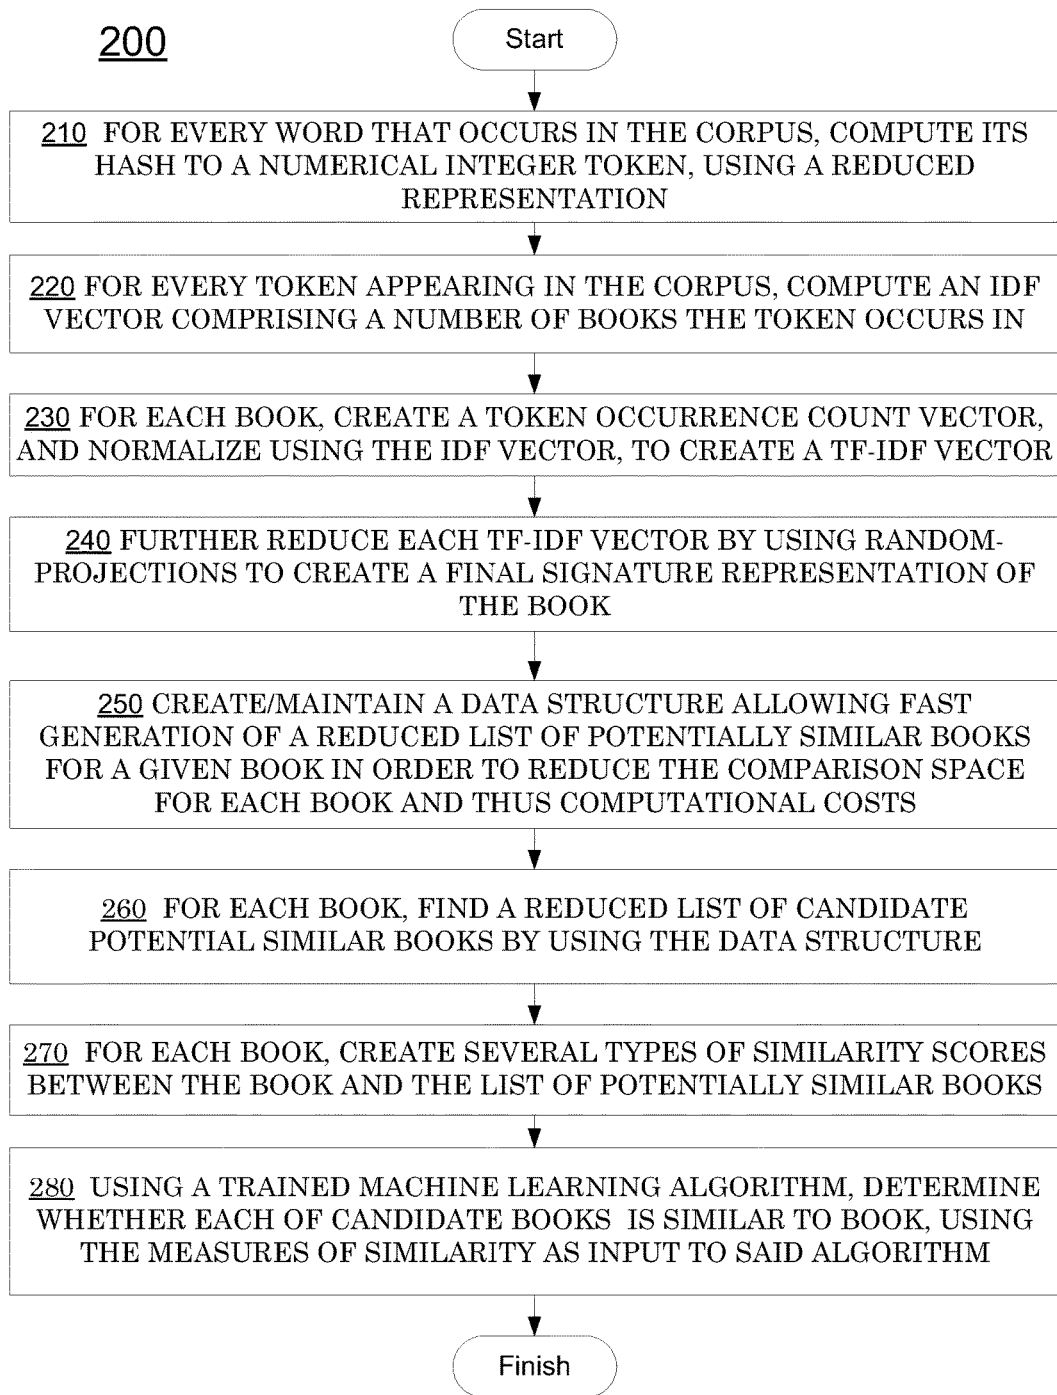 200
Start
210 FOR EVERY WORD THAT OCCURS IN THE CORPUS, COMPUTE ITS
HASH TO A NUMERICAL INTEGER TOKEN, USING A REDUCED
REPRESENTATION
220 FOR EVERY TOKEN APPEARING IN THE CORPUS, COMPUTE AN IDF
VECTOR COMPRISING A NUMBER OF BOOKS THE TOKEN OCCURS IN
230 FOR EACH BOOK, CREATE A TOKEN OCCURRENCE COUNT VECTOR,
AND NORMALIZE USING THE IDF VECTOR, TO CREATE A TF-IDF VECTOR
240 FURTHER REDUCE EACH TF-IDF VECTOR BY USING RANDOM-
PROJECTIONS TO CREATE A FINAL SIGNATURE REPRESENTATION OF
THE BOOK
250 CREATE/MAINTAIN A DATA STRUCTURE ALLOWING FAST
GENERATION OF A REDUCED LIST OF POTENTIALLY SIMILAR BOOKS
FOR A GIVEN BOOK IN ORDER TO REDUCE THE COMPARISON SPACE
FOR EACH BOOK AND THUS COMPUTATIONAL COSTS
260 FOR EACH BOOK, FIND A REDUCED LIST OF CANDIDATE
POTENTIAL SIMILAR BOOKS BY USING THE DATA STRUCTURE
270 FOR EACH BOOK, CREATE SEVERAL TYPES OF SIMILARITY SCORES
BETWEEN THE BOOK AND THE LIST OF POTENTIALLY SIMILAR BOOKS
280 USING A TRAINED MACHINE LEARNING ALGORITHM, DETERMINE
WHETHER EACH OF CANDIDATE BOOKS IS SIMILAR TO BOOK, USING
THE MEASURES OF SIMILARITY AS INPUT TO SAID ALGORITHM
Finish